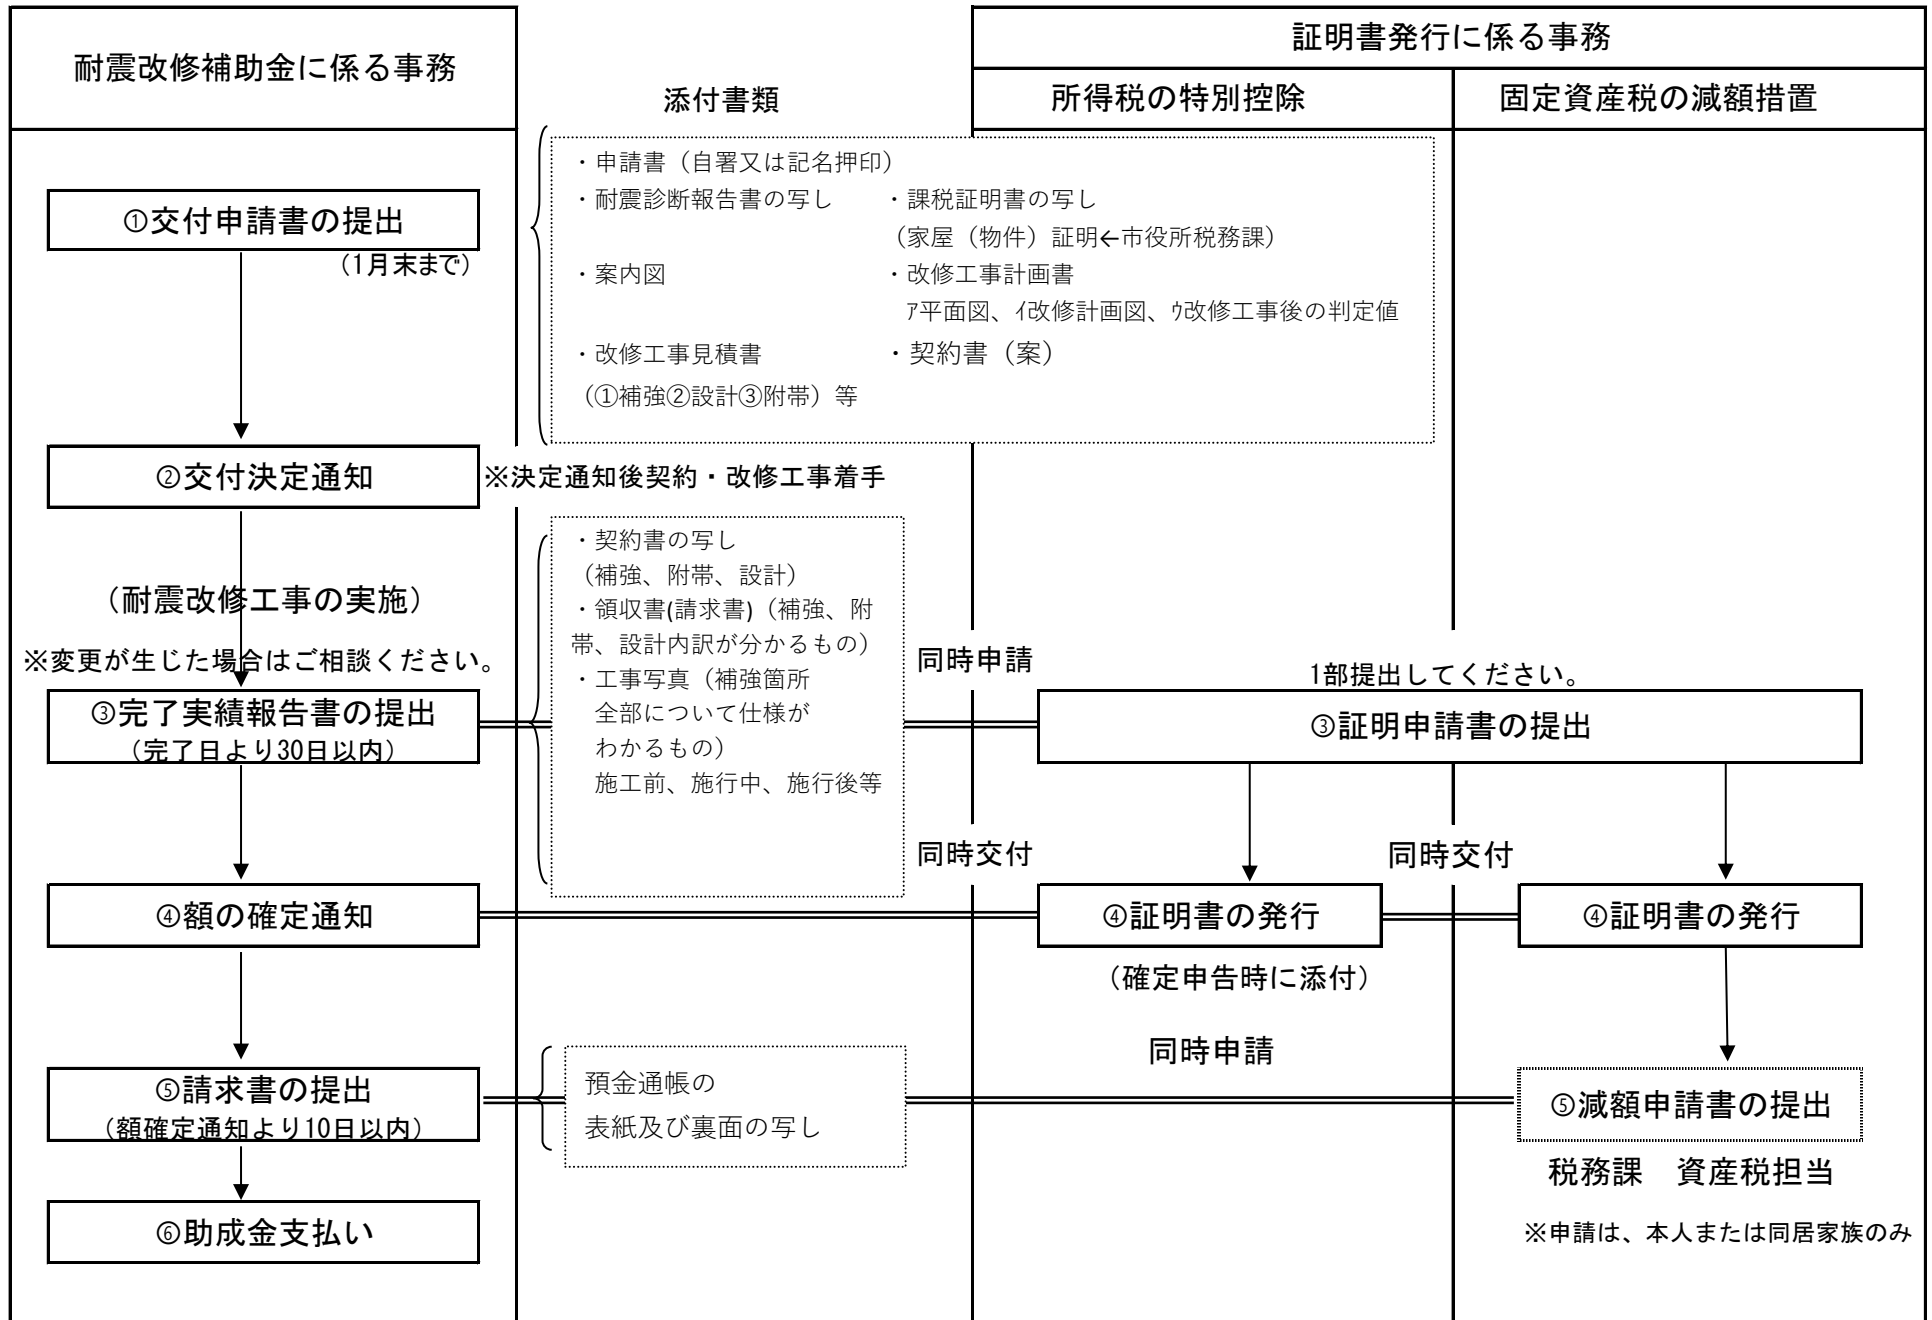 耐震改修補助金に係る事務
添付書類
証明書発行に係る事務
所得税の特別控除
固定資産税の減額措置
①交付申請書の提出
(1月末まで)
・申請書（自署又は記名押印）
・耐震診断報告書の写し　・課税証明書の写し
（家屋（物件）証明←市役所税務課）
・案内図　・改修工事計画書
ｱ平面図、ｲ改修計画図、ｳ改修工事後の判定値
・改修工事見積書　・契約書（案）
（①補強②設計③附帯）等
②交付決定通知
※決定通知後契約・改修工事着手
（耐震改修工事の実施）
※変更が生じた場合はご相談ください。
・契約書の写し
（補強、附帯、設計）
・領収書(請求書)（補強、附
帯、設計内訳が分かるもの）
・工事写真（補強箇所
全部について仕様が
わかるもの）
施工前、施行中、施行後等
同時申請
1部提出してください。
③完了実績報告書の提出
（完了日より30日以内）
③証明申請書の提出
同時交付
同時交付
④額の確定通知
④証明書の発行
④証明書の発行
（確定申告時に添付）
同時申請
⑤請求書の提出
（額確定通知より10日以内）
預金通帳の
表紙及び裏面の写し
⑤減額申請書の提出
税務課　資産税担当
※申請は、本人または同居家族のみ
⑥助成金支払い